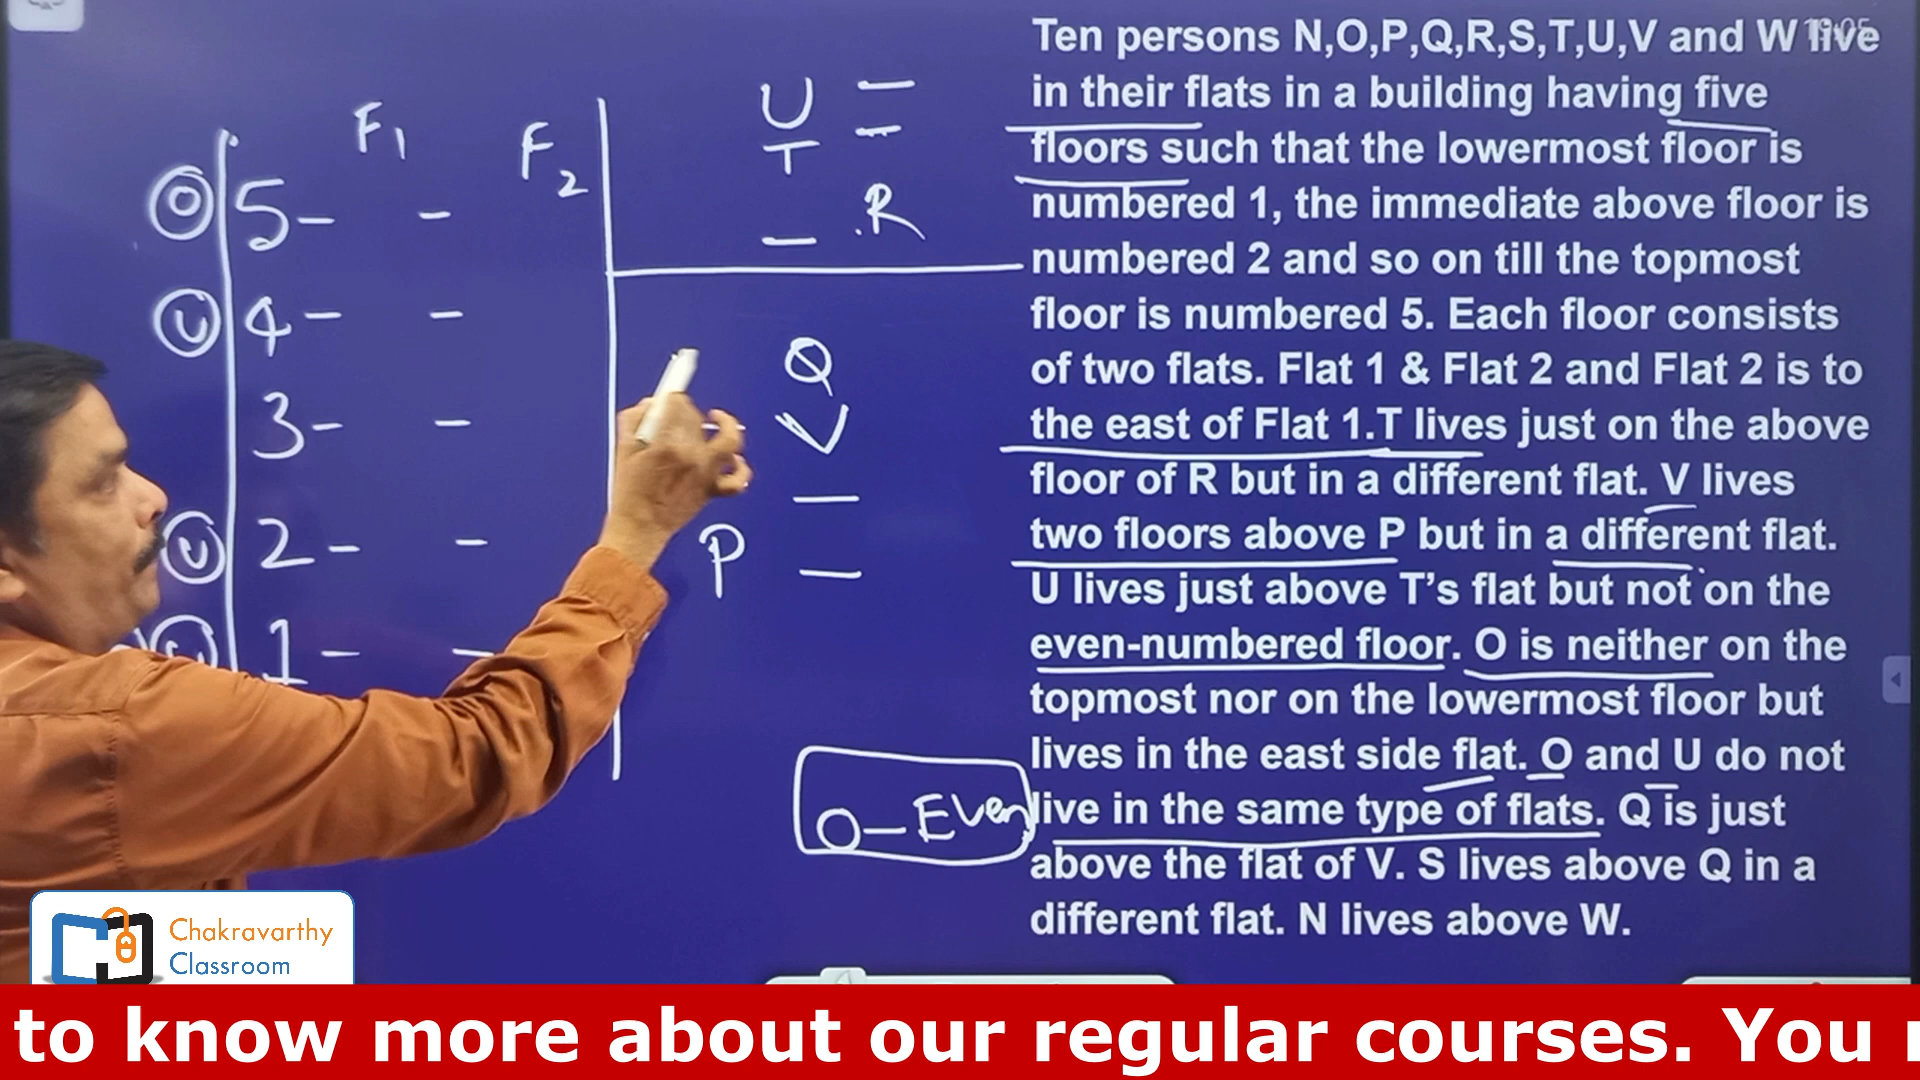 Ten persons N,O,P,Q,R,S,T,U,V and W live
in their flats in a building having five
floors such that the lowermost floor is
numbered 1, the immediate above floor is
numbered 2 and so on till the topmost
floor is numbered 5. Each floor consists
of two flats. Flat 1 & Flat 2 and Flat 2 is to
the east of Flat 1.T lives just on the above
floor of R but in a different flat. V lives
two floors above P but in a different flat.
U lives just above T’s flat but not on the
even-numbered floor. O is neither on the
topmost nor on the lowermost floor but
lives in the east side flat. O and U do not
live in the same type of flats. Q is just
above the flat of V. S lives above Q in a
different flat. N lives above W.
F1 F2
O 5 - -
U 4 - -
3 - -
U 2 - -
1 - -
U —
T —
— .R
Q
V
—
P —
O — Even
Chakravarthy
Classroom
to know more about our regular courses. You